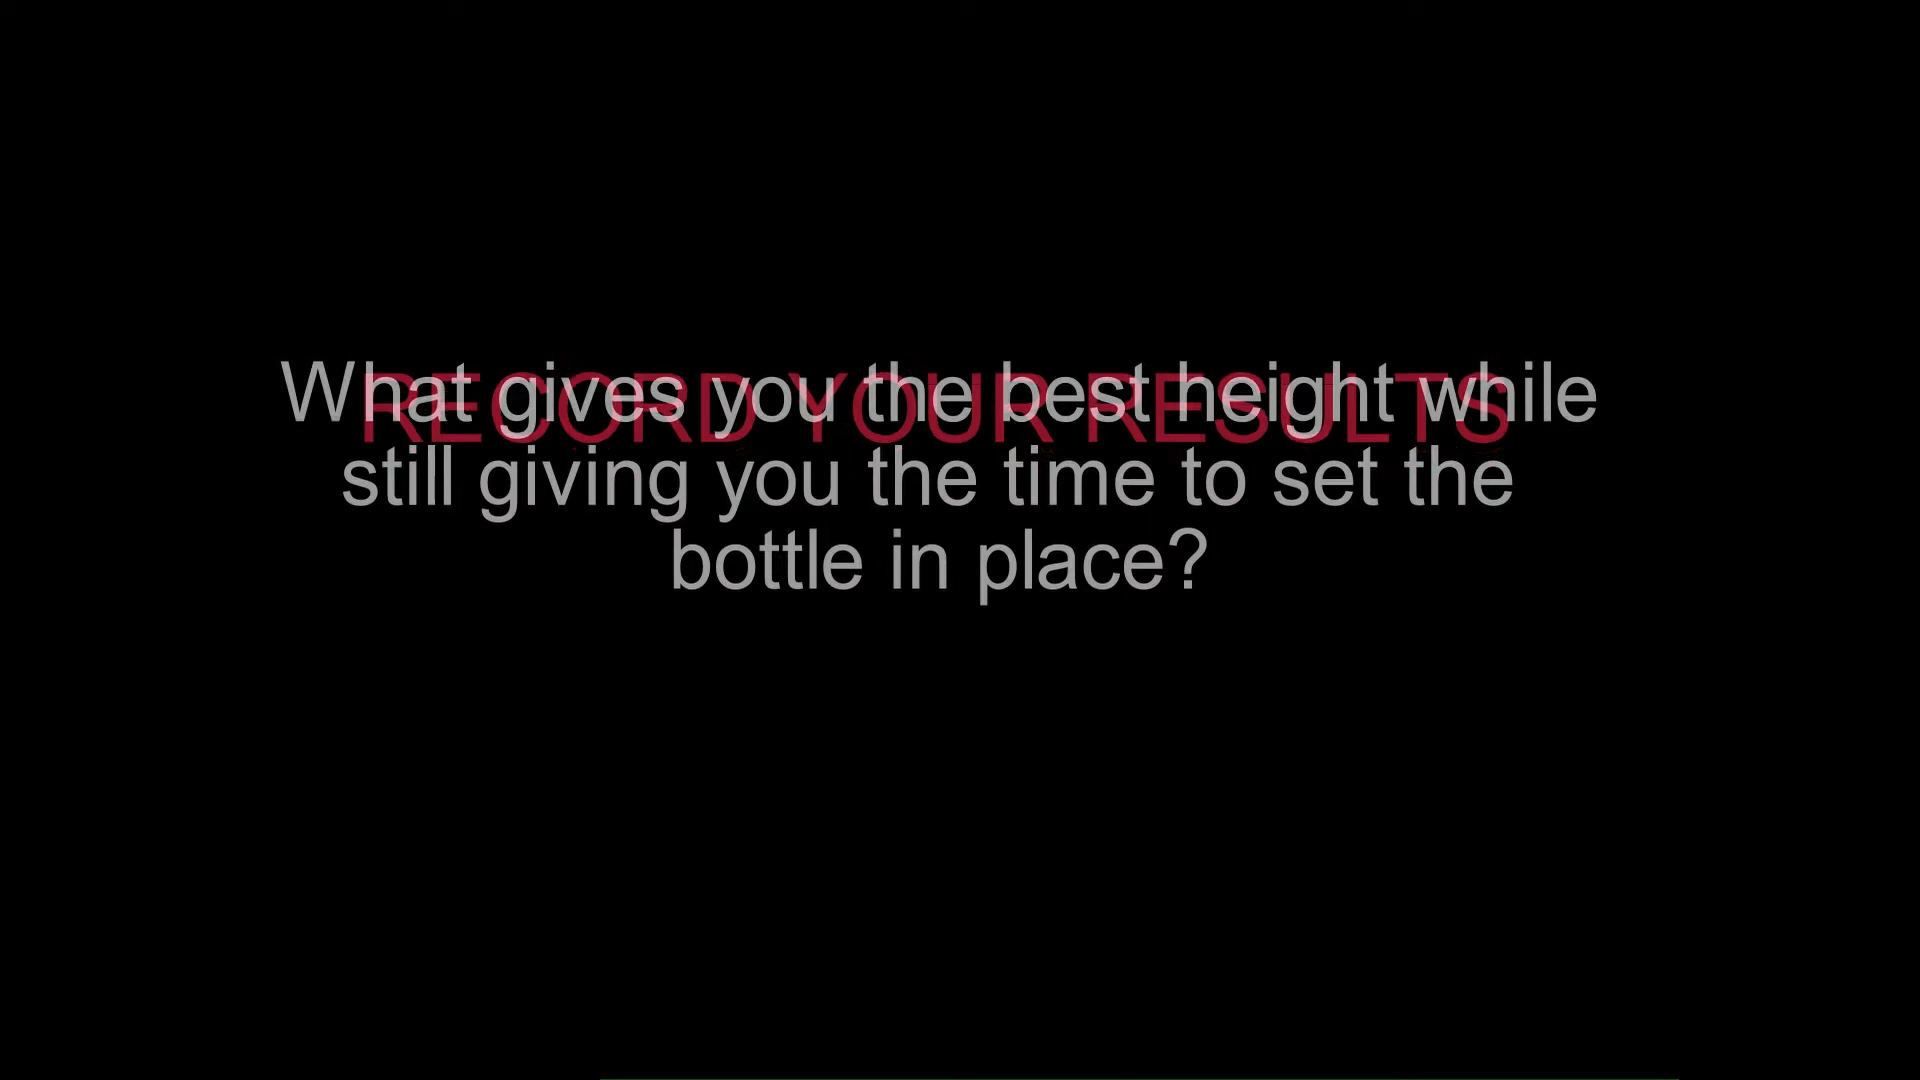 What gives you the best height while
RECORD YOUR RESULTS
still giving you the time to set the
bottle in place?